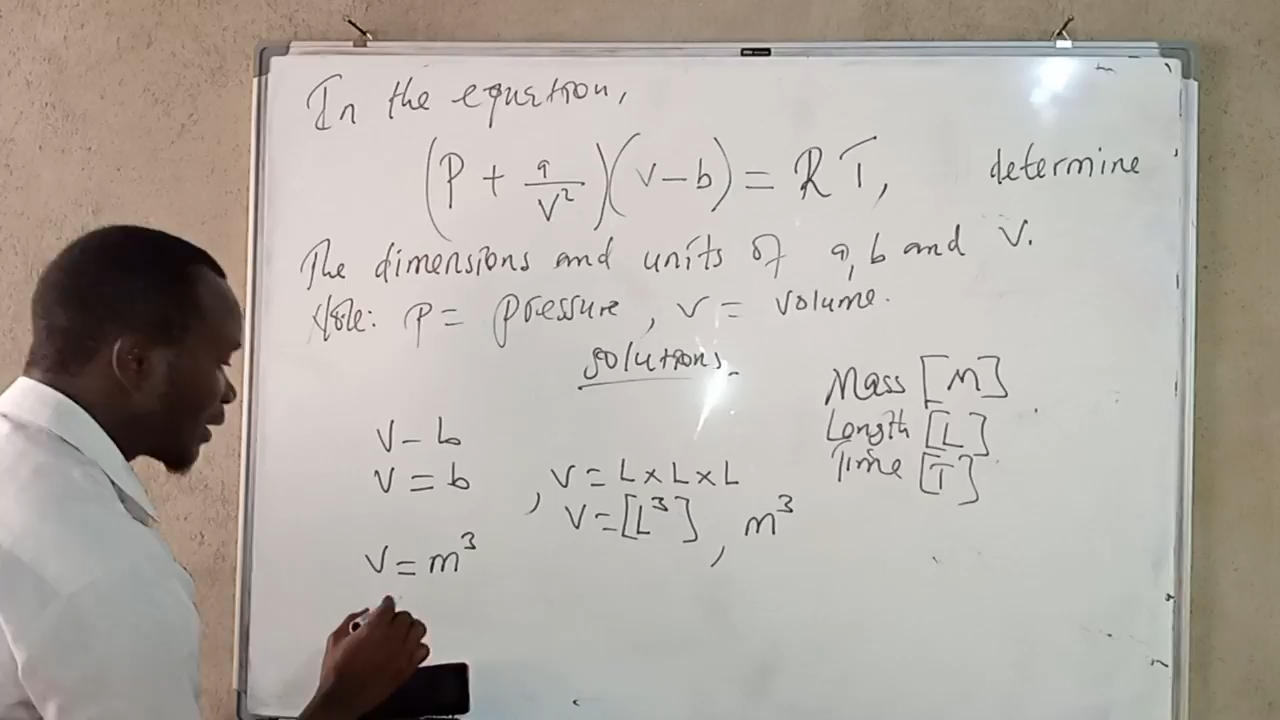 In the equation,
(P + a/V²)(V - b) = RT, determine
The dimensions and units of a, b and V.
Note: P = pressure, V = Volume.
solutions.
Mass [M]
Length [L]
Time [T]
V - b
V = b, V = L x L x L
V = [L³], m³
V = m³